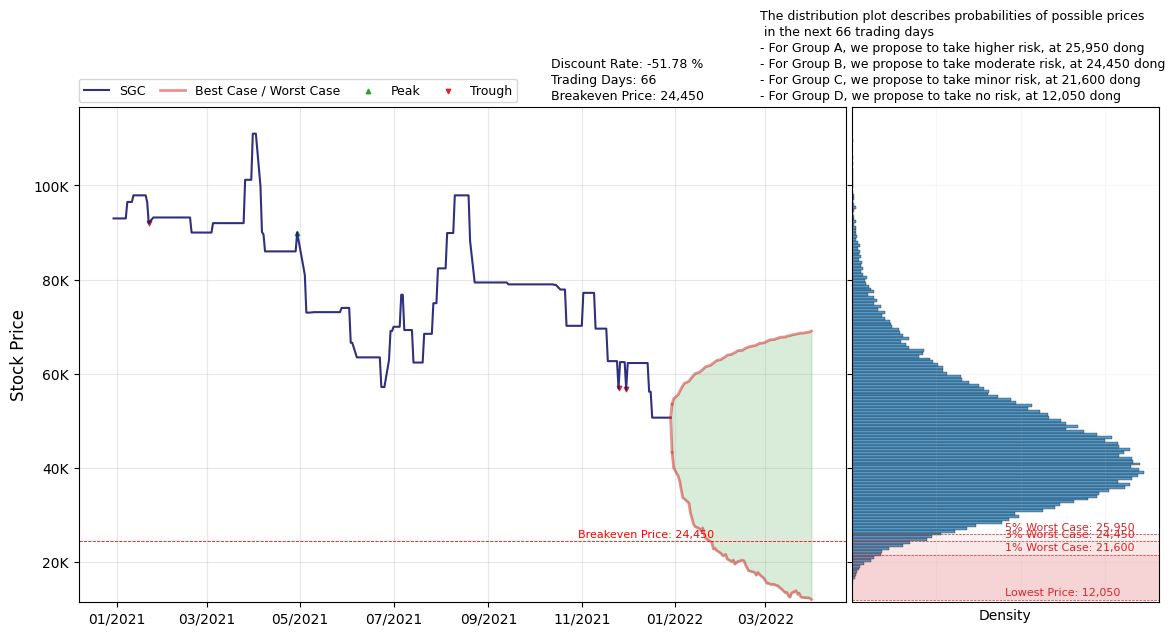 The distribution plot describes probabilities of possible prices
in the next 66 trading days
- For Group A, we propose to take higher risk, at 25,950 dong
- For Group B, we propose to take moderate risk, at 24,450 dong
- For Group C, we propose to take minor risk, at 21,600 dong
- For Group D, we propose to take no risk, at 12,050 dong
Discount Rate: -51.78 %
Trading Days: 66
Breakeven Price: 24,450
SGC
Best Case / Worst Case
Peak
Trough
Stock Price
100K
80K
60K
40K
20K
Breakeven Price: 24,450
5% Worst Case: 25,950
3% Worst Case: 24,450
1% Worst Case: 21,600
Lowest Price: 12,050
01/2021
03/2021
05/2021
07/2021
09/2021
11/2021
01/2022
03/2022
Density